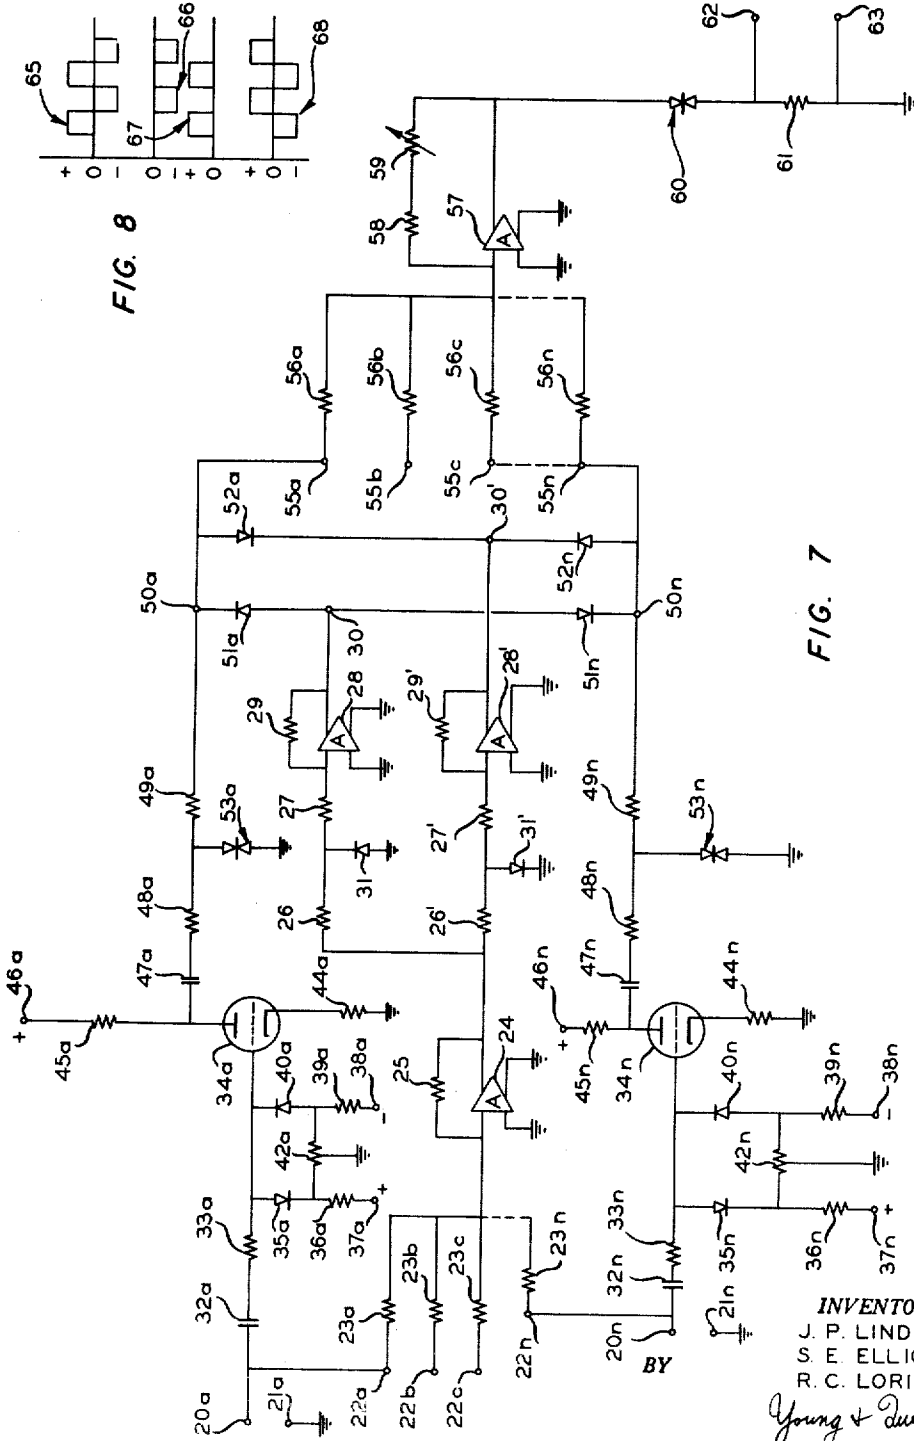 FIG. 8
+
0
-
0
-
+
0
+
0
-
65
66
67
68
62
63
60
61
59
58
57
A
56a
56b
56c
56n
55a
55b
55c
55n
52a
30'
52n
50a
51a
30
51n
50n
29
28
A
29'
28'
A
49a
53a
27
31
27'
31'
49n
53n
48a
26
26'
48n
47a
47n
46a
+
45a
34a
44a
46n
+
45n
34n
44n
40a
39a
38a
-
42a
35a
36a
37a
+
33a
32a
25
24
A
23a
23b
23c
23n
22a
22b
22c
22n
20a
21a
40n
39n
38n
-
42n
35n
36n
37n
+
33n
32n
20n
21n
FIG. 7
INVENTO
J. P. LIND
S. E. ELLI
R. C. LORI
BY
Young &